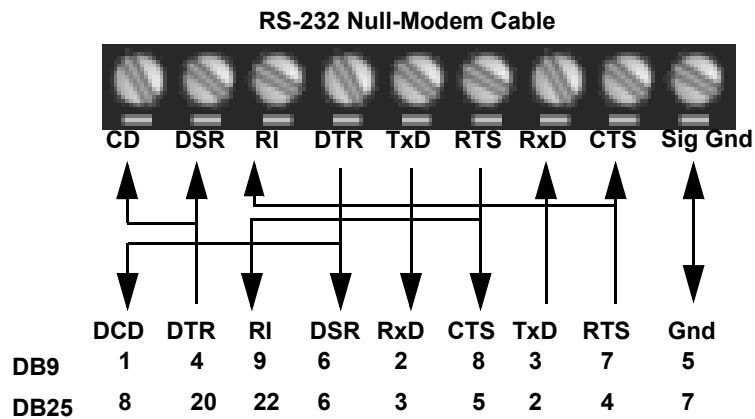 RS-232 Null-Modem Cable
CD DSR RI DTR TxD RTS RxD CTS Sig Gnd
DCD DTR RI DSR RxD CTS TxD RTS Gnd
DB9 1 4 9 6 2 8 3 7 5
DB25 8 20 22 6 3 5 2 4 7